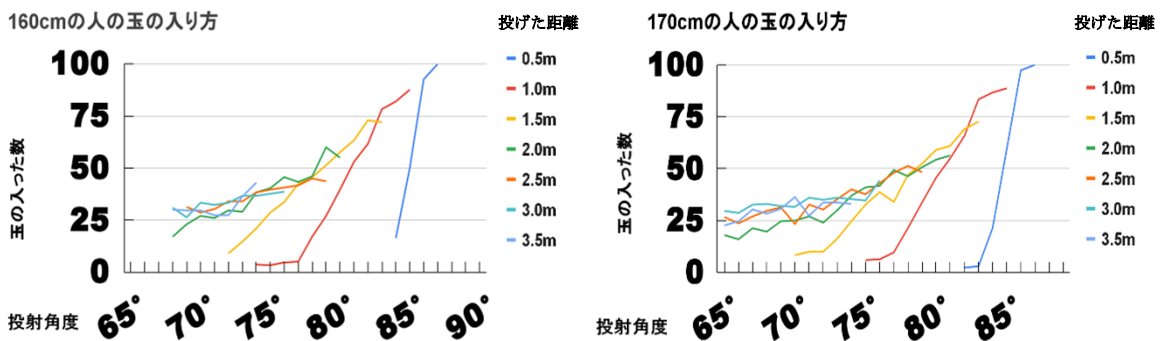 160cmの人の玉の入り方
投げた距離
100
75
50
25
0
玉の入った数
投射角度
65°
70°
75°
80°
85°
90°
0.5m
1.0m
1.5m
2.0m
2.5m
3.0m
3.5m
170cmの人の玉の入り方
投げた距離
100
75
50
25
0
玉の入った数
投射角度
65°
70°
75°
80°
85°
0.5m
1.0m
1.5m
2.0m
2.5m
3.0m
3.5m